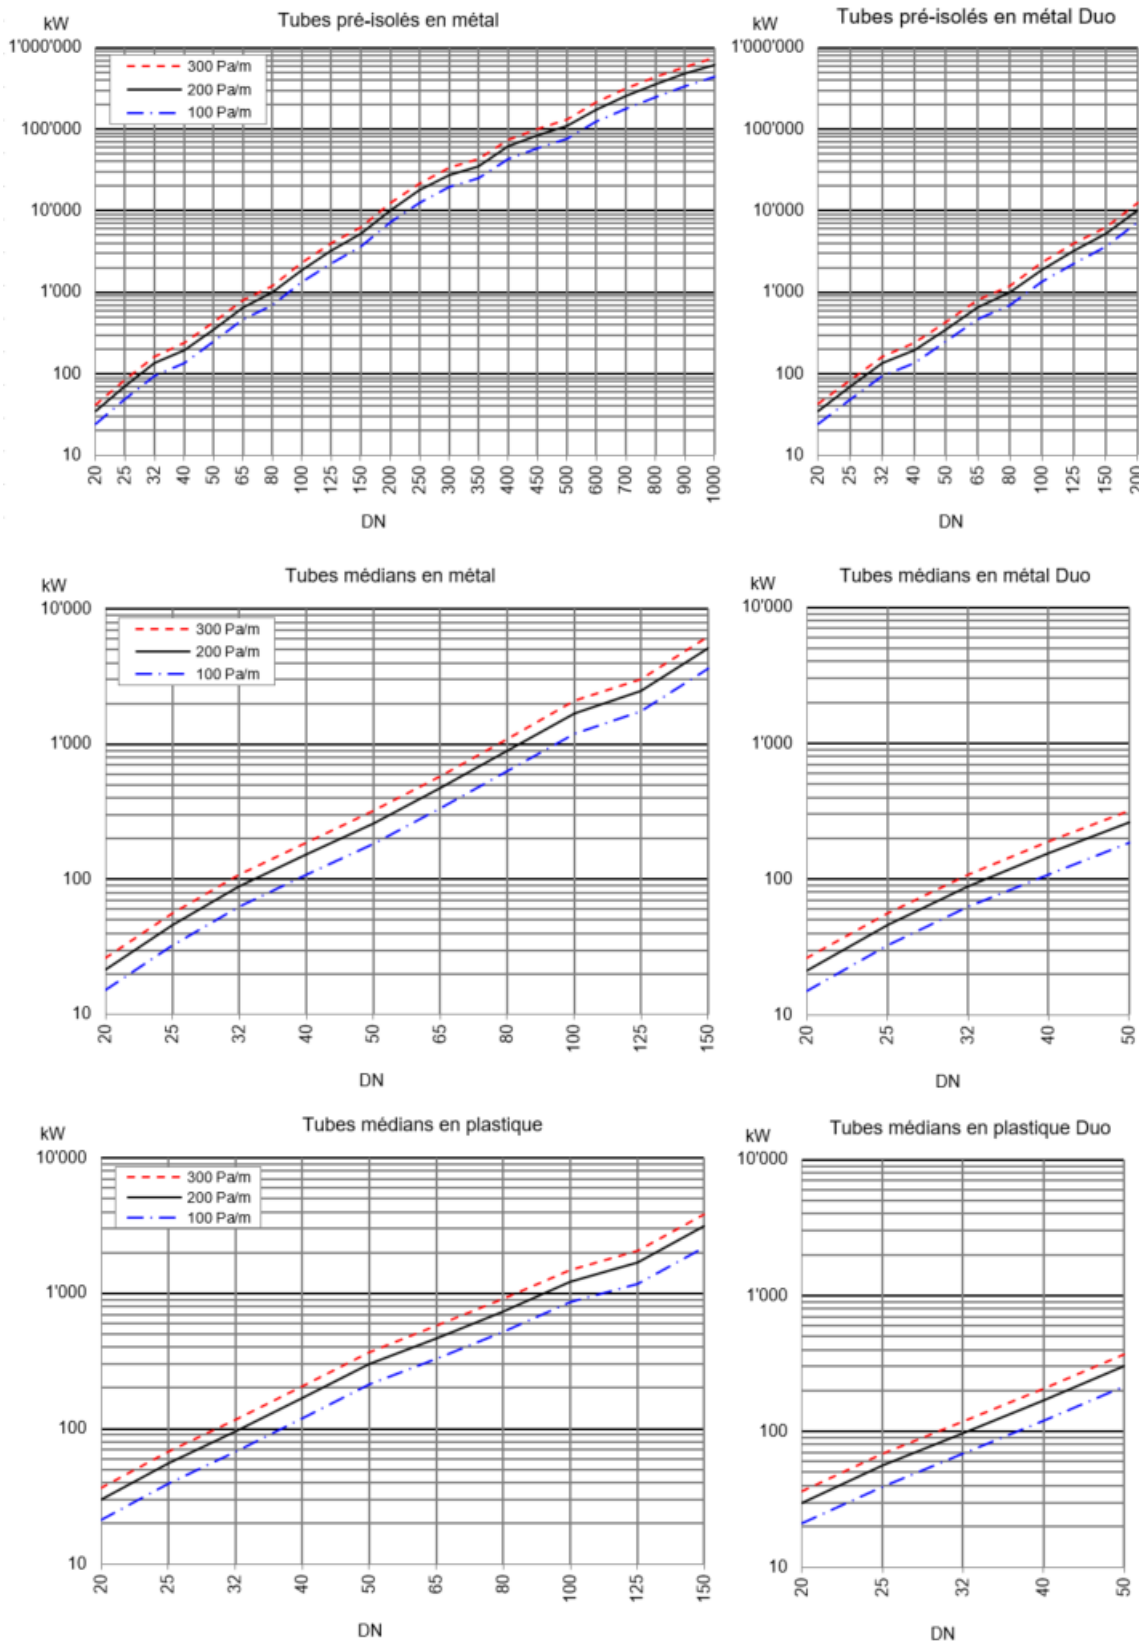 Tubes pré-isolés en métal
kW
1'000'000
300 Pa/m
200 Pa/m
100 Pa/m
100'000
10'000
1'000
100
10
20 25 32 40 50 65 80 100 125 150 200 250 300 350 400 450 500 600 700 800 900 1000
DN
Tubes pré-isolés en métal Duo
kW
1'000'000
100'000
10'000
1'000
100
10
20 25 32 40 50 65 80 100 125 150 200
DN
Tubes médians en métal
kW
10'000
300 Pa/m
200 Pa/m
100 Pa/m
1'000
100
10
20 25 32 40 50 65 80 100 125 150
DN
Tubes médians en métal Duo
kW
10'000
1'000
100
10
20 25 32 40 50
DN
Tubes médians en plastique
kW
10'000
300 Pa/m
200 Pa/m
100 Pa/m
1'000
100
10
20 25 32 40 50 65 80 100 125 150
DN
Tubes médians en plastique Duo
kW
10'000
1'000
100
10
20 25 32 40 50
DN